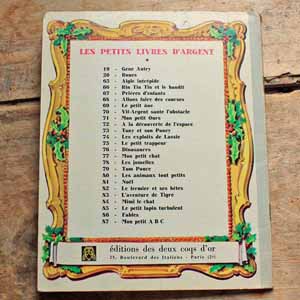 LES PETITS LIVRES D'ARGENT
19 - Gene Autry
20 - Roues
63 - Aigle intrépide
66 - Rin Tin Tin et le bandit
67 - Prières d'enfants
68 - Allons faire des courses
69 - Le petit âne
70 - Vif-Argent saute l'obstacle
71 - Mon petit Ours
72 - A la découverte de l'espace
73 - Tony et son Poney
74 - Les exploits de Lassie
75 - Le petit trappeur
76 - Dinosaures
77 - Mon petit chat
78 - Les jumelles
79 - Tom Pouce
80 - Les animaux tout petits
81 - Noël
82 - Le fermier et ses bêtes
83 - L'aventure de Tigre
84 - Mimi le chat
85 - Le petit lapin turbulent
86 - Fables
87 - Mon petit A B C
éditions des deux coqs d'or
25, Boulevard des Italiens - Paris (2e)